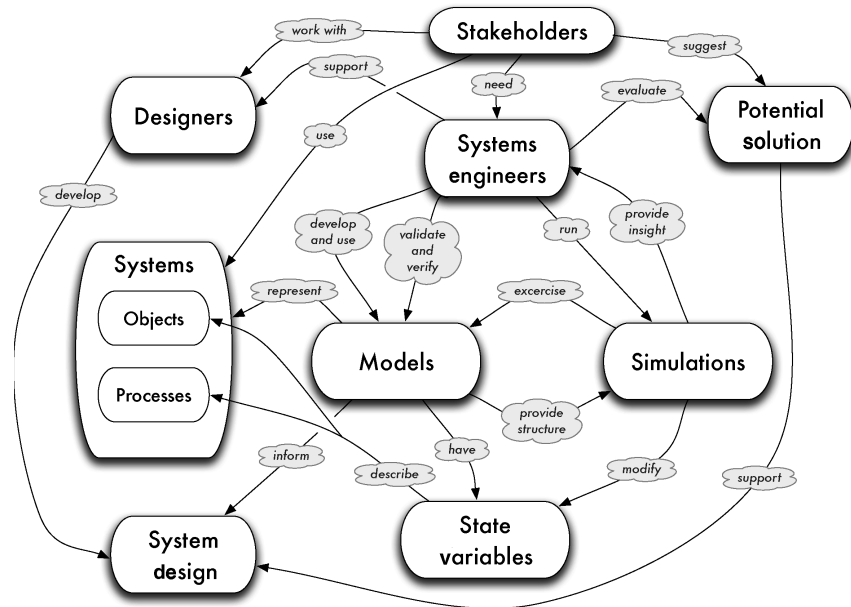 Stakeholders
work with
suggest
support
need
evaluate
Designers
Potential
solution
use
Systems
engineers
develop
develop
and use
validate
and
verify
run
provide
insight
Systems
represent
excercise
Objects
Models
Simulations
Processes
provide
structure
inform
have
describe
modify
support
System
design
State
variables